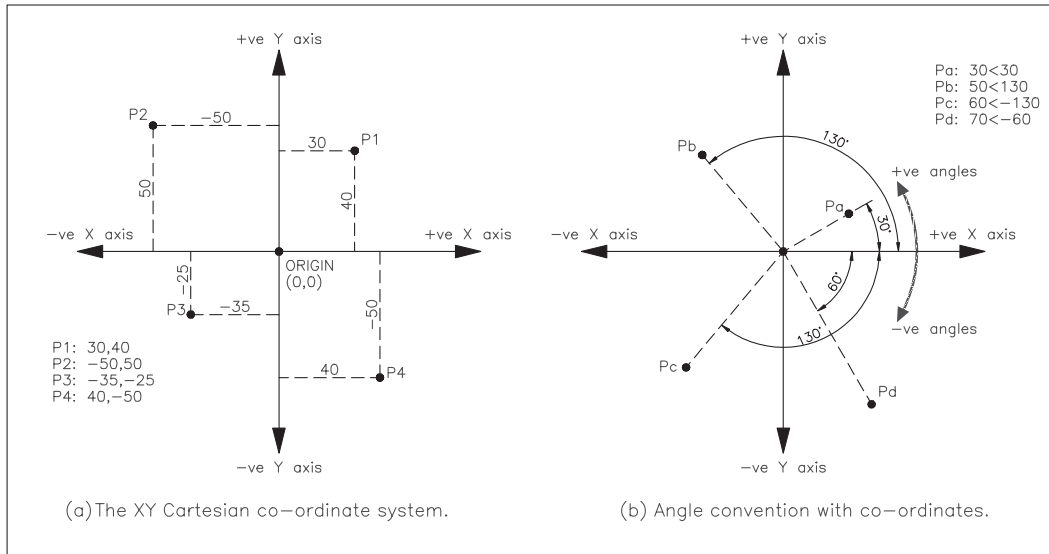 +ve Y axis
P2
−50
30
P1
50
40
−ve X axis
+ve X axis
ORIGIN
(0,0)
−25
P3
−35
−50
40
P4
P1: 30,40
P2: −50,50
P3: −35,−25
P4: 40,−50
−ve Y axis
(a) The XY Cartesian co−ordinate system.
+ve Y axis
Pa: 30<30
Pb: 50<130
Pc: 60<−130
Pd: 70<−60
130°
Pb
+ve angles
Pa
30°
−ve X axis
+ve X axis
60°
−ve angles
130°
Pc
Pd
−ve Y axis
(b) Angle convention with co−ordinates.